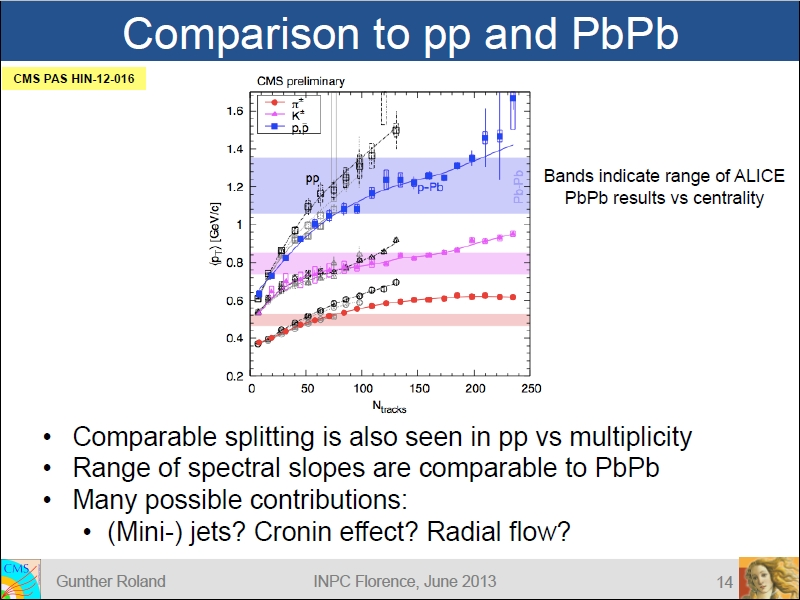 Comparison to pp and PbPb
CMS PAS HIN-12-016
CMS preliminary
π±
K±
p,p̄
pp
p-Pb
Pb-Pb
⟨pT⟩ [GeV/c]
1.6
1.4
1.2
1
0.8
0.6
0.4
0.2
0 50 100 150 200 250
Ntracks
Bands indicate range of ALICE
PbPb results vs centrality
• Comparable splitting is also seen in pp vs multiplicity
• Range of spectral slopes are comparable to PbPb
• Many possible contributions:
• (Mini-) jets? Cronin effect? Radial flow?
CMS
Gunther Roland INPC Florence, June 2013 14